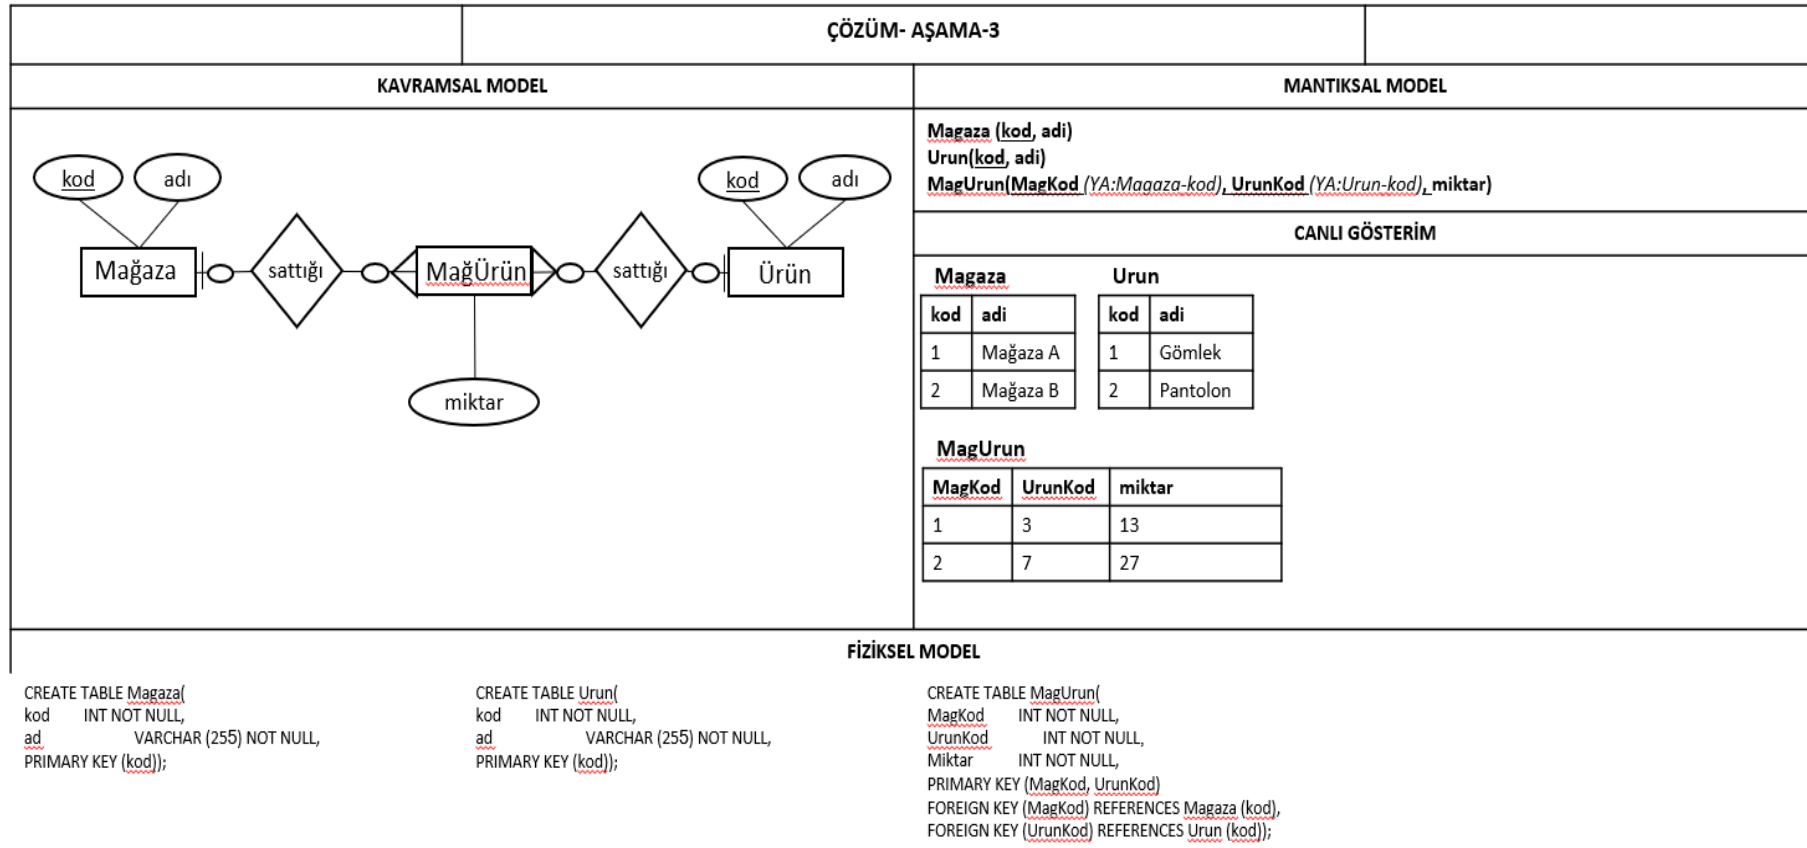 ÇÖZÜM- AŞAMA-3
KAVRAMSAL MODEL
kod
adı
kod
adı
Mağaza
sattığı
MağÜrün
sattığı
Ürün
miktar
MANTIKSAL MODEL
Magaza (kod, adi)
Urun(kod, adi)
MagUrun(MagKod (YA:Magaza-kod), UrunKod (YA:Urun-kod), miktar)
CANLI GÖSTERİM
Magaza
kod adi
1 Mağaza A
2 Mağaza B
Urun
kod adi
1 Gömlek
2 Pantolon
MagUrun
MagKod UrunKod miktar
1 3 13
2 7 27
FİZİKSEL MODEL
CREATE TABLE Magaza(
kod INT NOT NULL,
ad VARCHAR (255) NOT NULL,
PRIMARY KEY (kod));
CREATE TABLE Urun(
kod INT NOT NULL,
ad VARCHAR (255) NOT NULL,
PRIMARY KEY (kod));
CREATE TABLE MagUrun(
MagKod INT NOT NULL,
UrunKod INT NOT NULL,
Miktar INT NOT NULL,
PRIMARY KEY (MagKod, UrunKod)
FOREIGN KEY (MagKod) REFERENCES Magaza (kod),
FOREIGN KEY (UrunKod) REFERENCES Urun (kod));